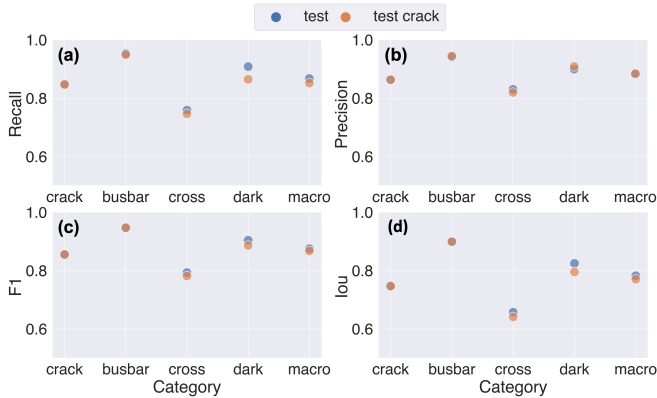 test test crack
(a)
1.0
0.8
0.6
Recall
crack busbar cross dark macro
(b)
1.0
0.8
0.6
Precision
crack busbar cross dark macro
(c)
1.0
0.8
0.6
F1
crack busbar cross dark macro
Category
(d)
1.0
0.8
0.6
Iou
crack busbar cross dark macro
Category